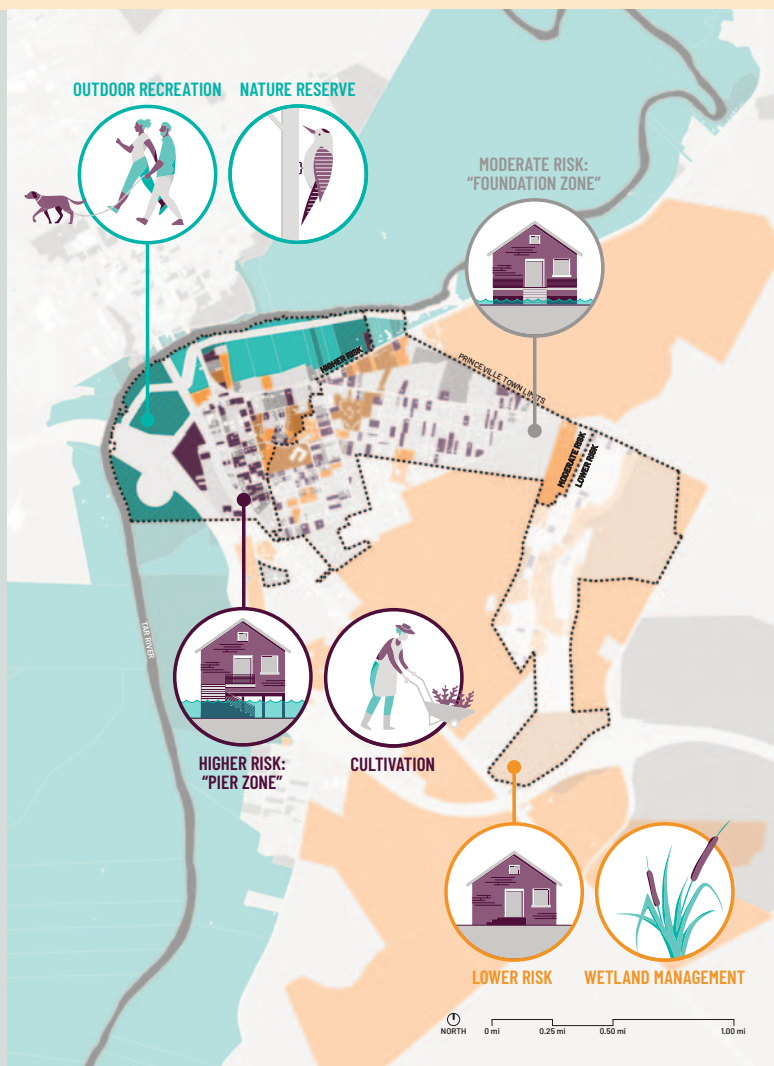 OUTDOOR RECREATION
NATURE RESERVE
MODERATE RISK:
"FOUNDATION ZONE"
HIGHER RISK
PRINCEVILLE TOWN LIMITS
MODERATE RISK
LOWER RISK
TAR RIVER
HIGHER RISK:
"PIER ZONE"
CULTIVATION
LOWER RISK
WETLAND MANAGEMENT
NORTH
0 mi
0.25 mi
0.50 mi
1.00 mi